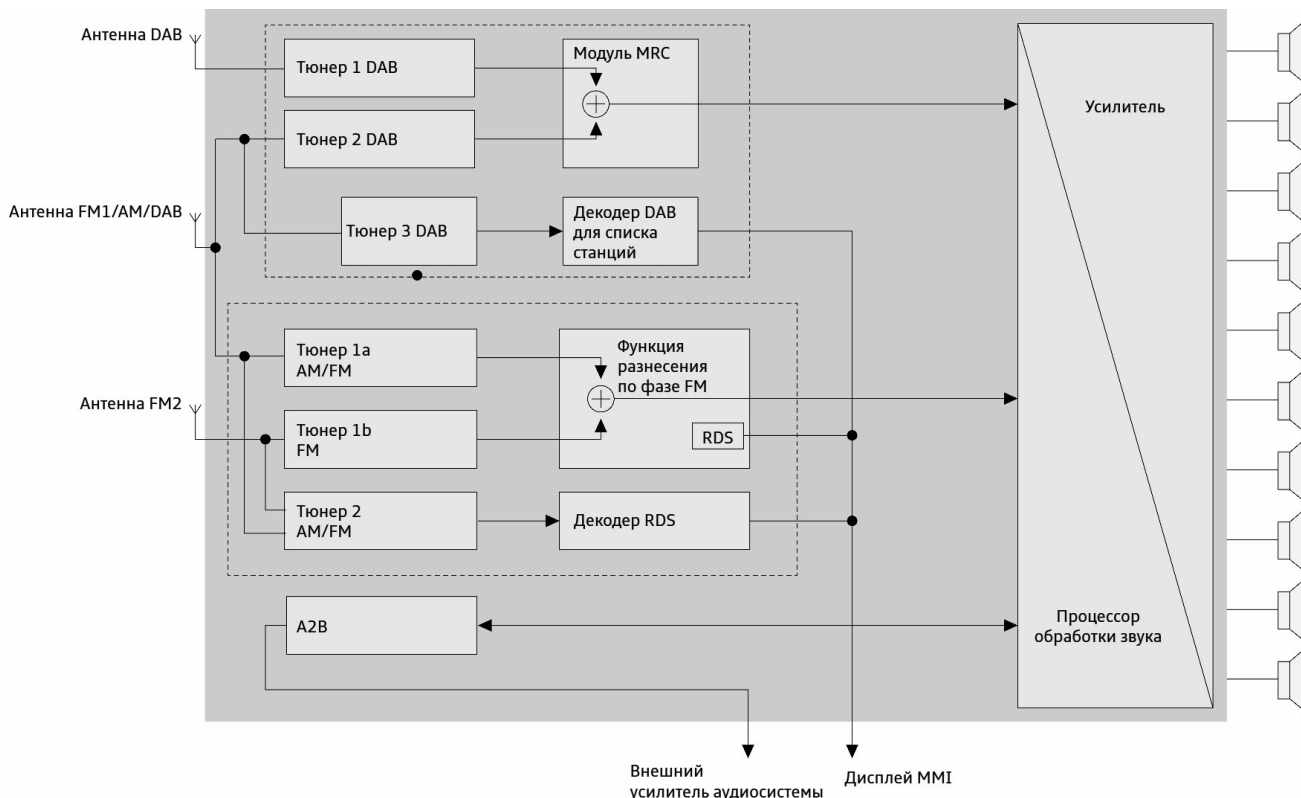 Антенна DAB
Тюнер 1 DAB
Модуль MRC
Усилитель
Тюнер 2 DAB
Антенна FM1/AM/DAB
Тюнер 3 DAB
Декодер DAB
для списка
станций
Тюнер 1a
AM/FM
Функция
разнесения
по фазе FM
Антенна FM2
Тюнер 1b
FM
RDS
Тюнер 2
AM/FM
Декодер RDS
A2B
Процессор
обработки звука
Внешний
усилитель аудиосистемы
Дисплей MMI